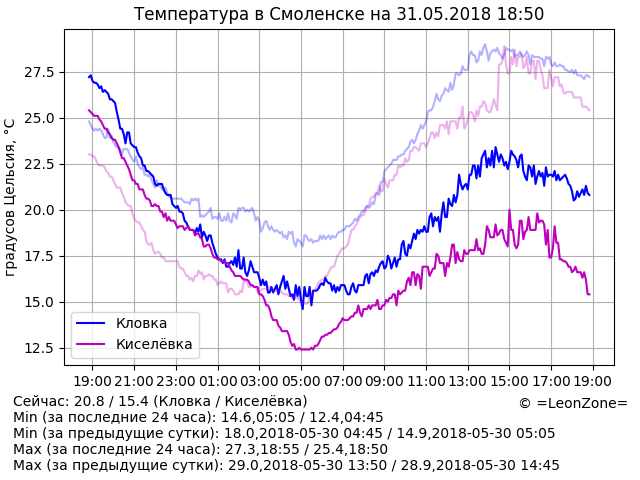 Температура в Смоленске на 31.05.2018 18:50
градусов Цельсия, °C
27.5
25.0
22.5
20.0
17.5
15.0
12.5
Кловка
Киселёвка
19:00 21:00 23:00 01:00 03:00 05:00 07:00 09:00 11:00 13:00 15:00 17:00 19:00
Сейчас: 20.8 / 15.4 (Кловка / Киселёвка)
© =LeonZone=
Min (за последние 24 часа): 14.6,05:05 / 12.4,04:45
Min (за предыдущие сутки): 18.0,2018-05-30 04:45 / 14.9,2018-05-30 05:05
Max (за последние 24 часа): 27.3,18:55 / 25.4,18:50
Max (за предыдущие сутки): 29.0,2018-05-30 13:50 / 28.9,2018-05-30 14:45